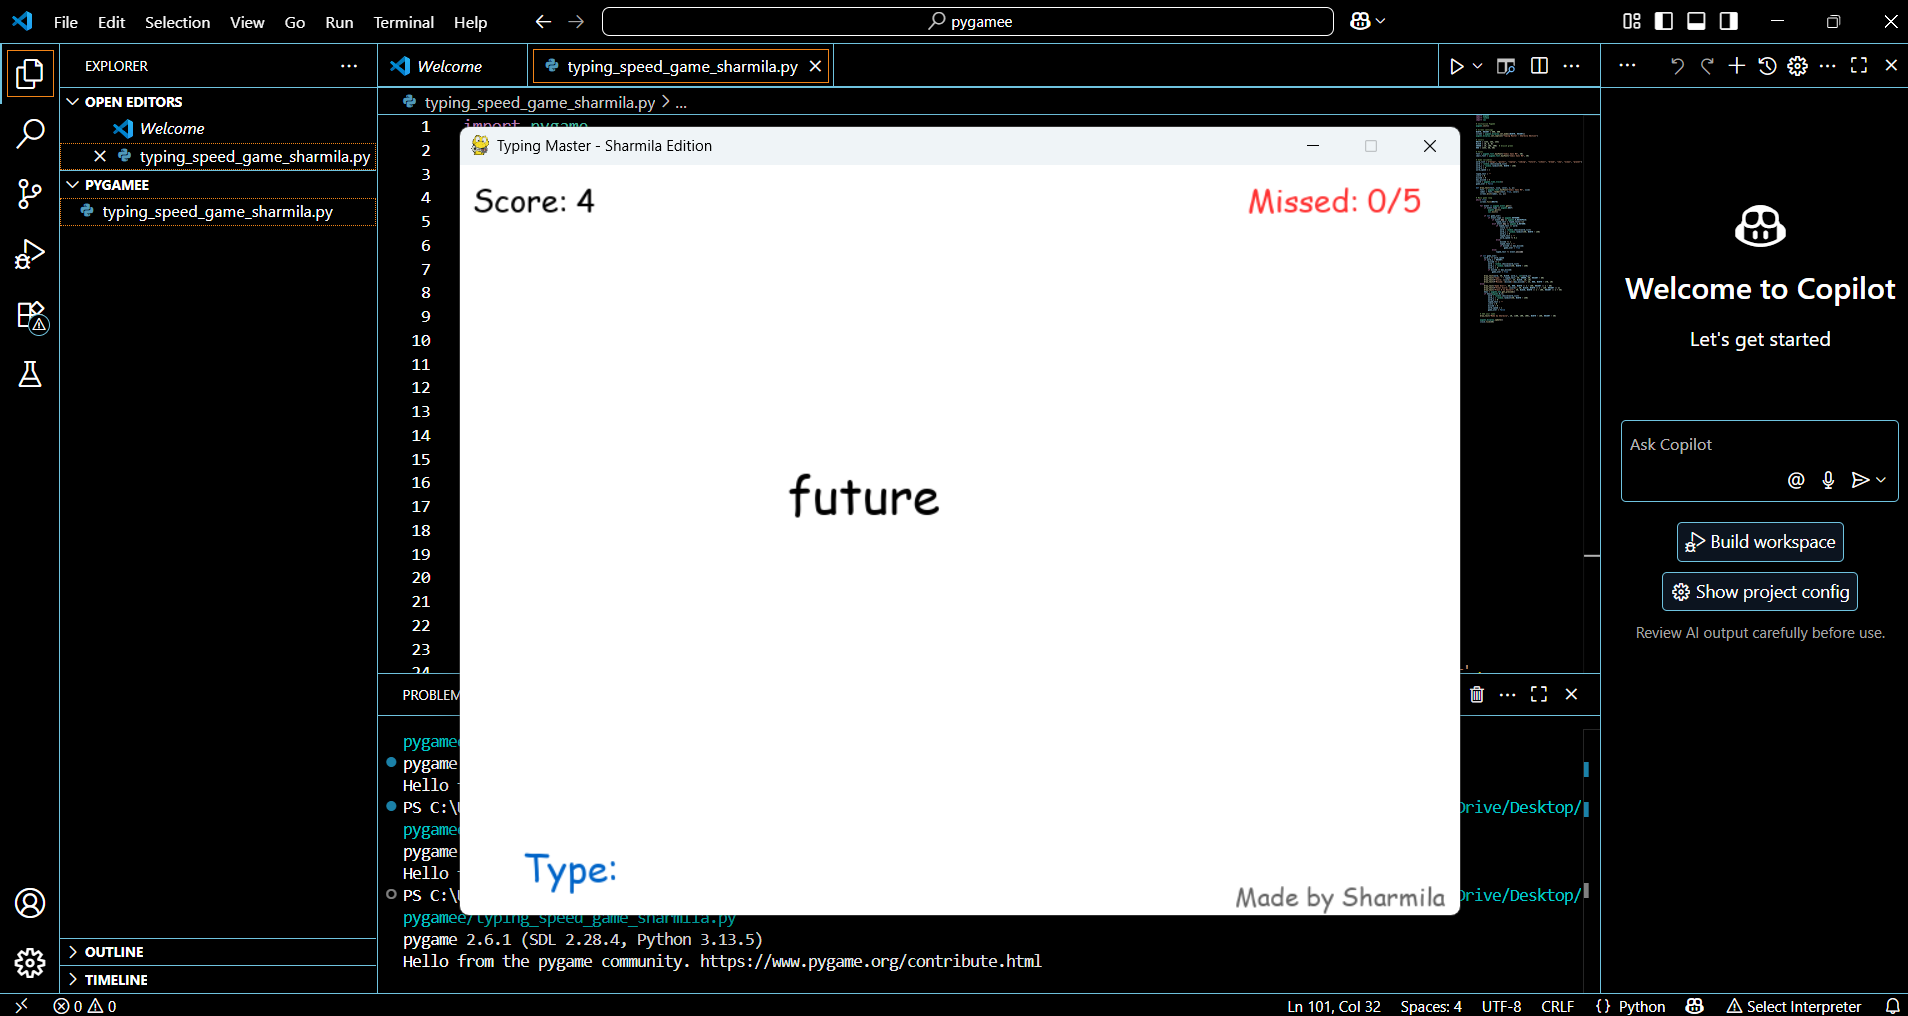 File Edit Selection View Go Run Terminal Help
pygamee
EXPLORER
OPEN EDITORS
Welcome
typing_speed_game_sharmila.py
PYGAMEE
typing_speed_game_sharmila.py
OUTLINE
TIMELINE
Welcome
typing_speed_game_sharmila.py
typing_speed_game_sharmila.py > ...
1 import pygame
2
3
4
5
6
7
8
9
10
11
12
13
14
15
16
17
18
19
20
21
22
23
24
Typing Master - Sharmila Edition
Score: 4
Missed: 0/5
future
Type:
Made by Sharmila
pygame
Hello
PS C:\ Drive/Desktop/
pygame
Hello
PS C:\ Drive/Desktop/
pygamee/typing_speed_game_sharmila.py
pygame 2.6.1 (SDL 2.28.4, Python 3.13.5)
Hello from the pygame community. https://www.pygame.org/contribute.html
Welcome to Copilot
Let's get started
Ask Copilot
Build workspace
Show project config
Review AI output carefully before use.
0 0
Ln 101, Col 32 Spaces: 4 UTF-8 CRLF {} Python Select Interpreter